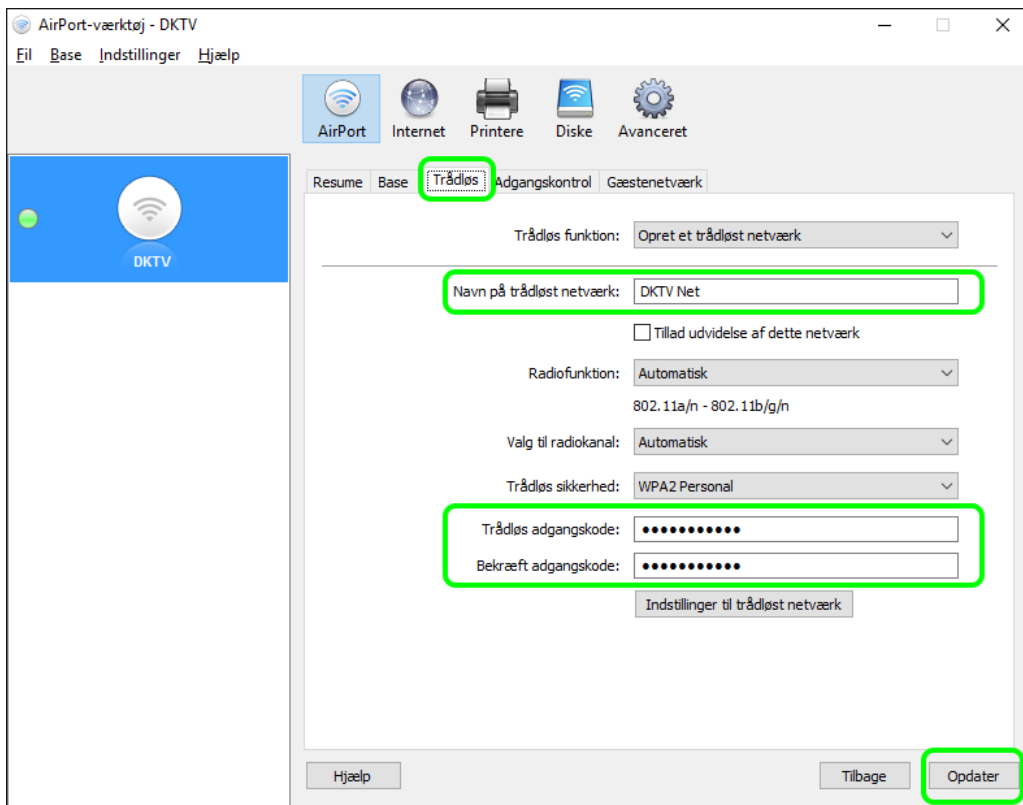 AirPort-værktøj - DKTV
Fil Base Indstillinger Hjælp
AirPort Internet Printere Diske Avanceret
Resume Base Trådløs Adgangskontrol Gæstenetværk
DKTV
Trådløs funktion: Opret et trådløst netværk
Navn på trådløst netværk: DKTV Net
Tillad udvidelse af dette netværk
Radiofunktion: Automatisk
802.11a/n - 802.11b/g/n
Valg til radiokanal: Automatisk
Trådløs sikkerhed: WPA2 Personal
Trådløs adgangskode: •••••••••••
Bekræft adgangskode: •••••••••••
Indstillinger til trådløst netværk
Hjælp Tilbage Opdater